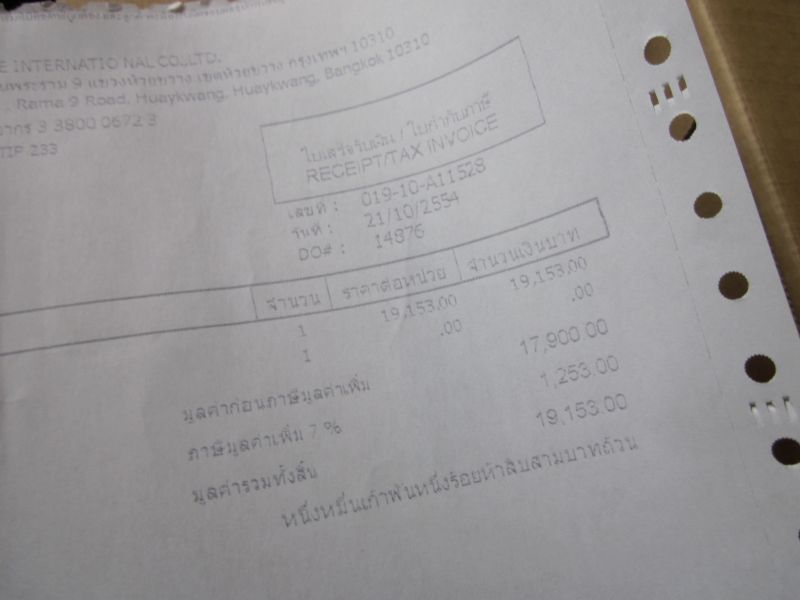 E INTERNATIO NAL CO.,LTD.
พระราม 9 แขวงห้วยขวาง เขตห้วยขวาง กรุงเทพฯ 10310
Rama 9 Road, Huaykwang, Huaykwang, Bangkok 10310
อากร 3 3800 0672 3
TIP 233
ใบเสร็จรับเงิน / ใบกำกับภาษี
RECEIPT/TAX INVOICE
เลขที่ : 019-10-A11528
วันที่ : 21/10/2554
DO# : 14876
จำนวน ราคาต่อหน่วย จำนวนเงินบาท
1 19,153.00 19,153.00
1 .00 .00
มูลค่าก่อนภาษีมูลค่าเพิ่ม 17,900.00
ภาษีมูลค่าเพิ่ม 7 % 1,253.00
มูลค่ารวมทั้งสิ้น 19,153.00
หนึ่งหมื่นเก้าพันหนึ่งร้อยห้าสิบสามบาทถ้วน